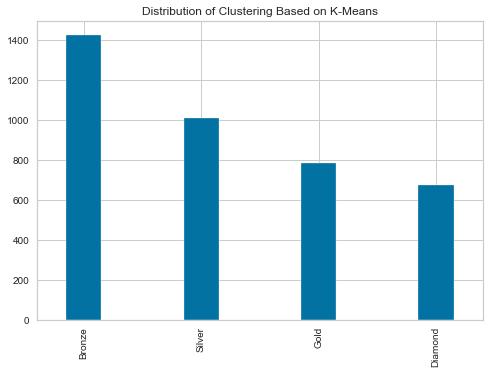 Distribution of Clustering Based on K-Means
1400
1200
1000
800
600
400
200
0
Bronze
Silver
Gold
Diamond